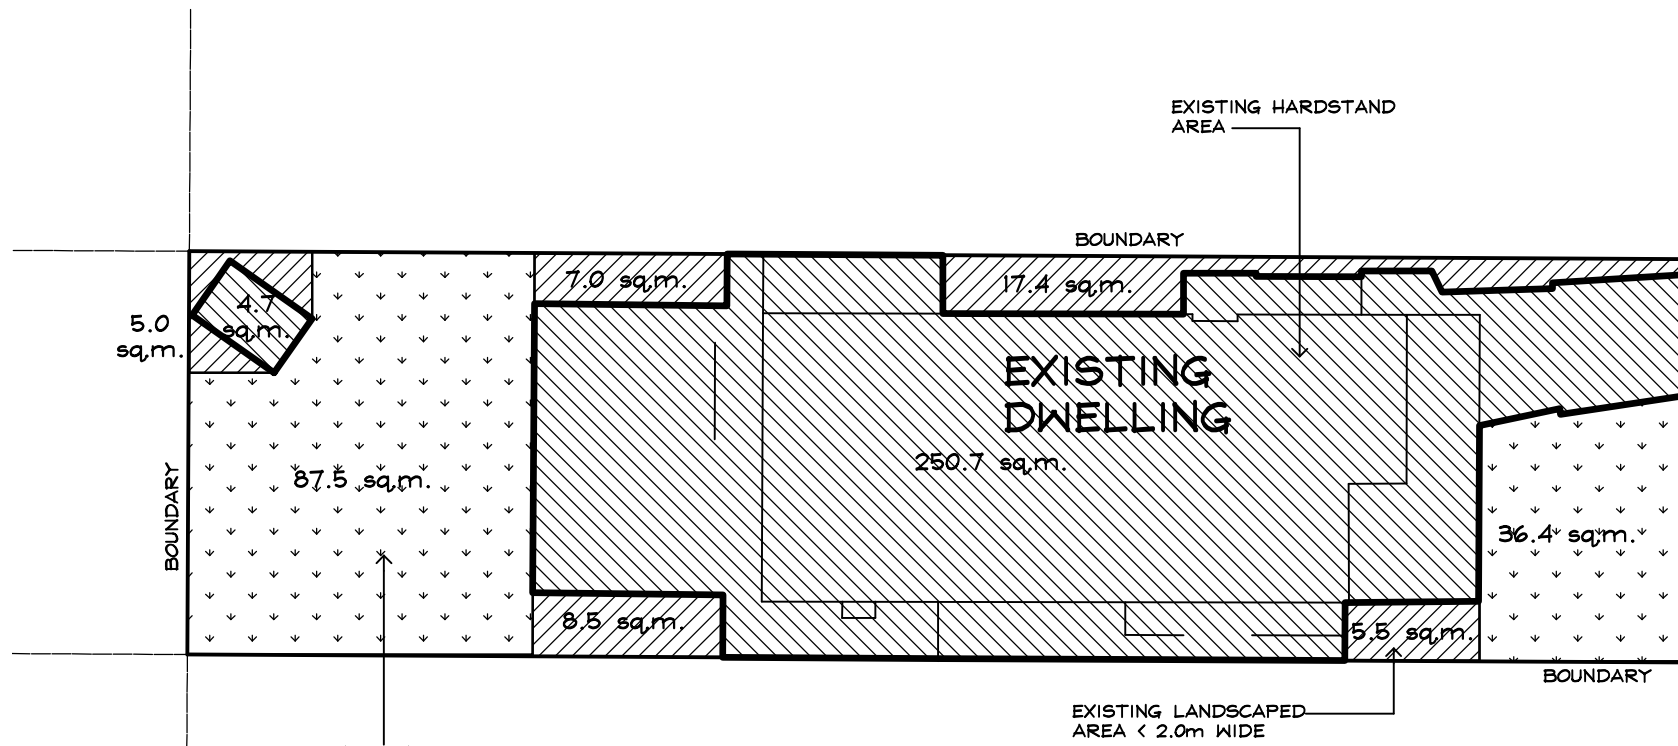 EXISTING HARDSTAND
AREA
BOUNDARY
7.0 sq.m.
17.4 sq.m.
4.7
sq.m.
5.0
sq.m.
EXISTING
DWELLING
250.7 sq.m.
87.5 sq.m.
BOUNDARY
36.4 sq.m.
8.5 sq.m.
5.5 sq.m.
BOUNDARY
EXISTING LANDSCAPED
AREA < 2.0m WIDE